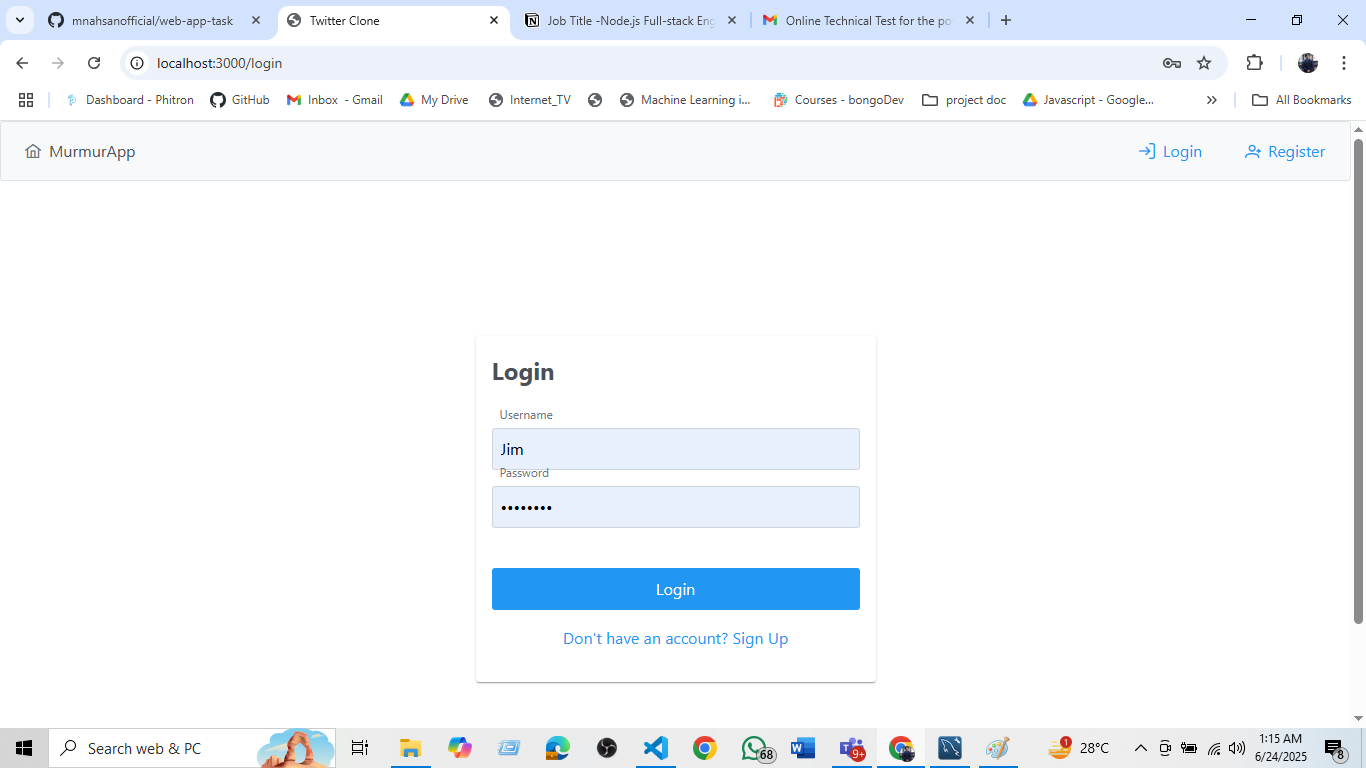 mnahsanofficial/web-app-task
Twitter Clone
Job Title -Node.js Full-stack Eng
Online Technical Test for the po
localhost:3000/login
Dashboard - Phitron
GitHub
Inbox - Gmail
My Drive
Internet_TV
Machine Learning i...
Courses - bongoDev
project doc
Javascript - Google...
All Bookmarks
MurmurApp
Login
Register
Login
Username
Jim
Password
••••••••
Login
Don't have an account? Sign Up
Search web & PC
68
9+
1
28°C
1:15 AM
6/24/2025
8